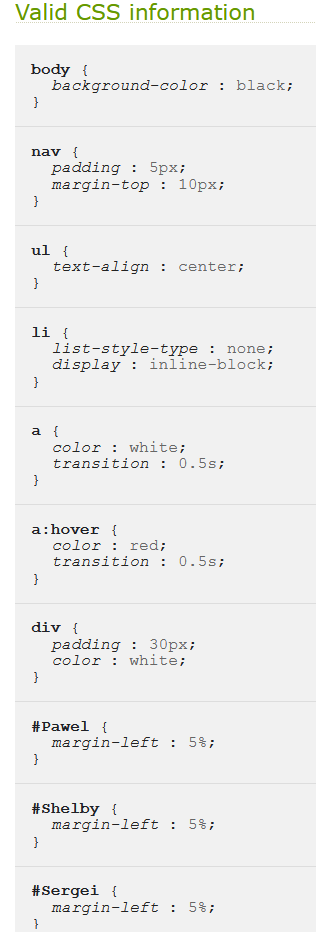 Valid CSS information
body {
background-color : black;
}
nav {
padding : 5px;
margin-top : 10px;
}
ul {
text-align : center;
}
li {
list-style-type : none;
display : inline-block;
}
a {
color : white;
transition : 0.5s;
}
a:hover {
color : red;
transition : 0.5s;
}
div {
padding : 30px;
color : white;
}
#Pawel {
margin-left : 5%;
}
#Shelby {
margin-left : 5%;
}
#Sergei {
margin-left : 5%;
}